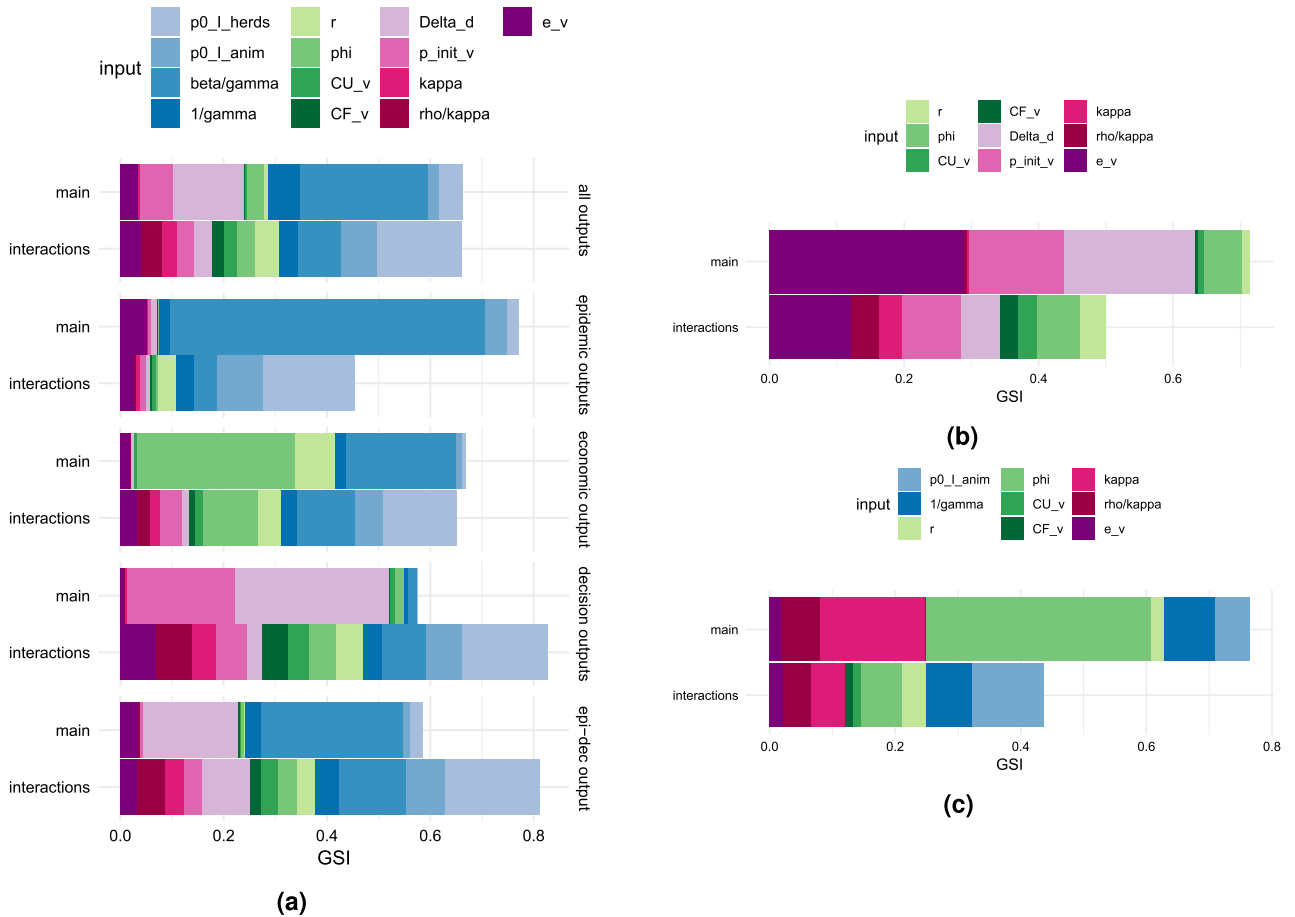 input
p0_I_herds r Delta_d e_v
p0_I_anim phi p_init_v
beta/gamma CU_v kappa
1/gamma CF_v rho/kappa
main
interactions
all outputs
main
interactions
epidemic outputs
main
interactions
economic output
main
interactions
decision outputs
main
interactions
epi−dec output
0.0 0.2 0.4 0.6 0.8
GSI
(a)
input
r CF_v kappa
phi Delta_d rho/kappa
CU_v p_init_v e_v
main
interactions
0.0 0.2 0.4 0.6
GSI
(b)
input
p0_I_anim phi kappa
1/gamma CU_v rho/kappa
r CF_v e_v
main
interactions
0.0 0.2 0.4 0.6 0.8
GSI
(c)